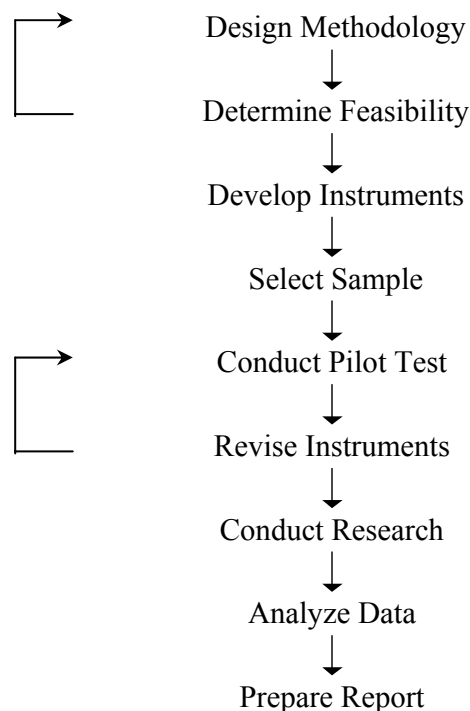 Design Methodology
Determine Feasibility
Develop Instruments
Select Sample
Conduct Pilot Test
Revise Instruments
Conduct Research
Analyze Data
Prepare Report